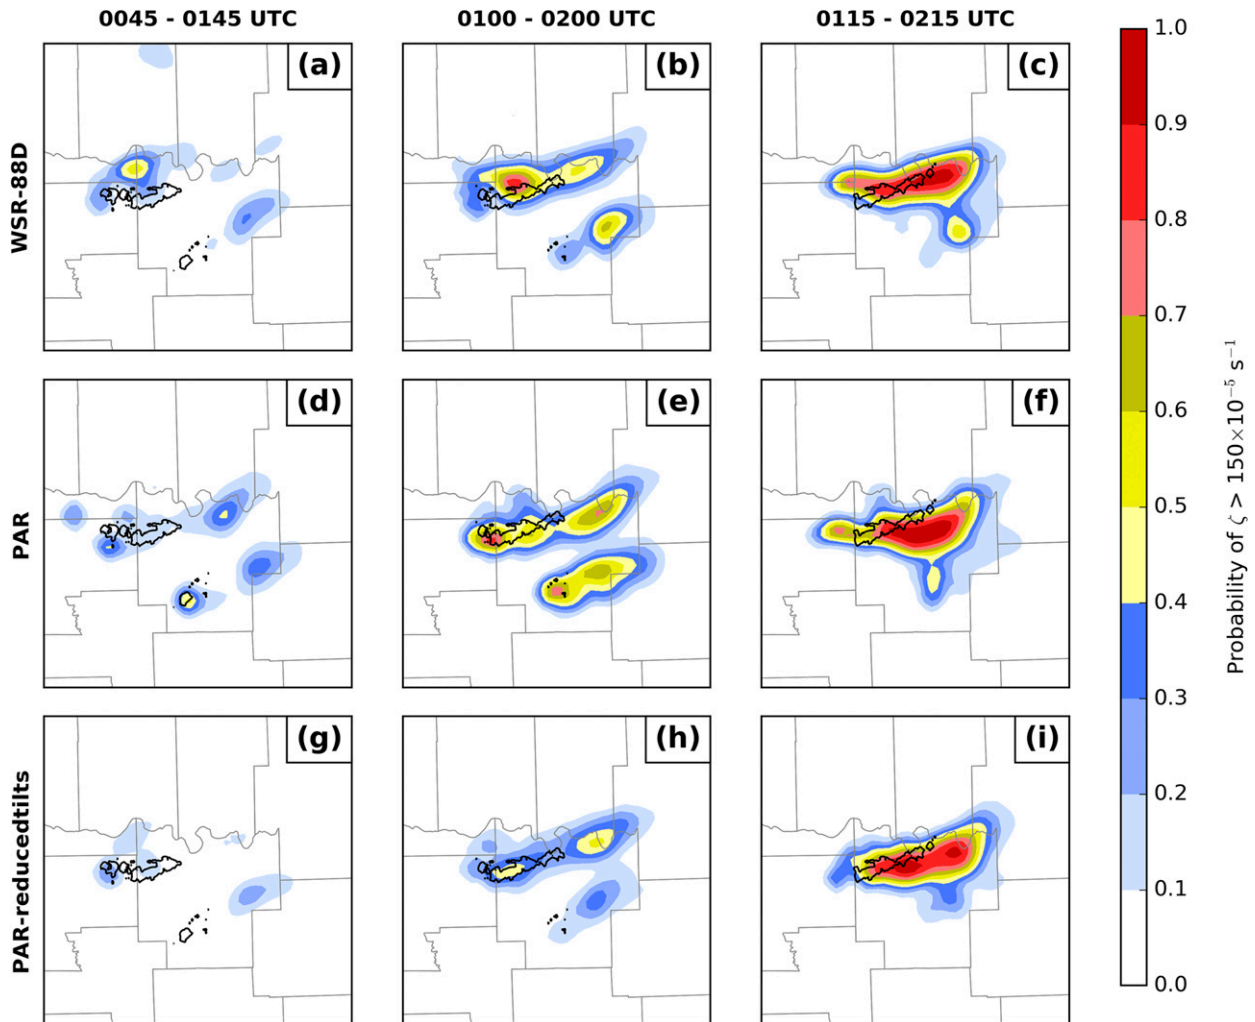 0045 - 0145 UTC
0100 - 0200 UTC
0115 - 0215 UTC
WSR-88D
(a)
(b)
(c)
PAR
(d)
(e)
(f)
PAR-reducedtilts
(g)
(h)
(i)
1.0
0.9
0.8
0.7
0.6
0.5
0.4
0.3
0.2
0.1
0.0
Probability of ζ > 150×10⁻⁵ s⁻¹